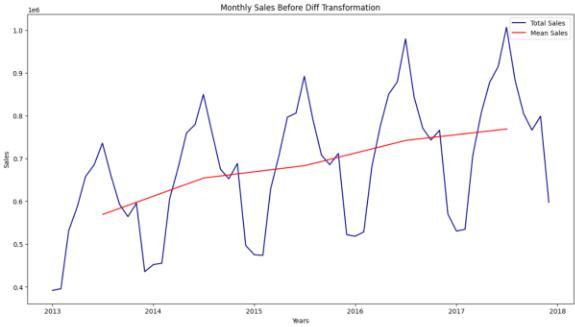 Monthly Sales Before Diff Transformation
1e6
Total Sales
Mean Sales
1.0
0.9
0.8
0.7
0.6
0.5
0.4
Sales
2013 2014 2015 2016 2017 2018
Years